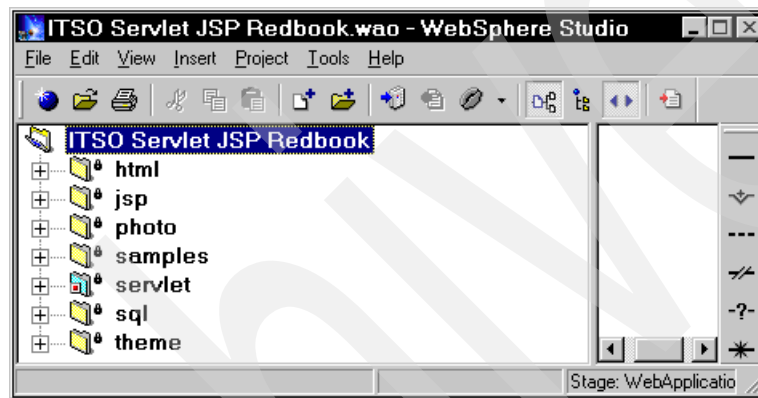 ITSO Servlet JSP Redbook.wao - WebSphere Studio
File Edit View Insert Project Tools Help
ITSO Servlet JSP Redbook
html
jsp
photo
samples
servlet
sql
theme
-?-
Stage: WebApplicatio